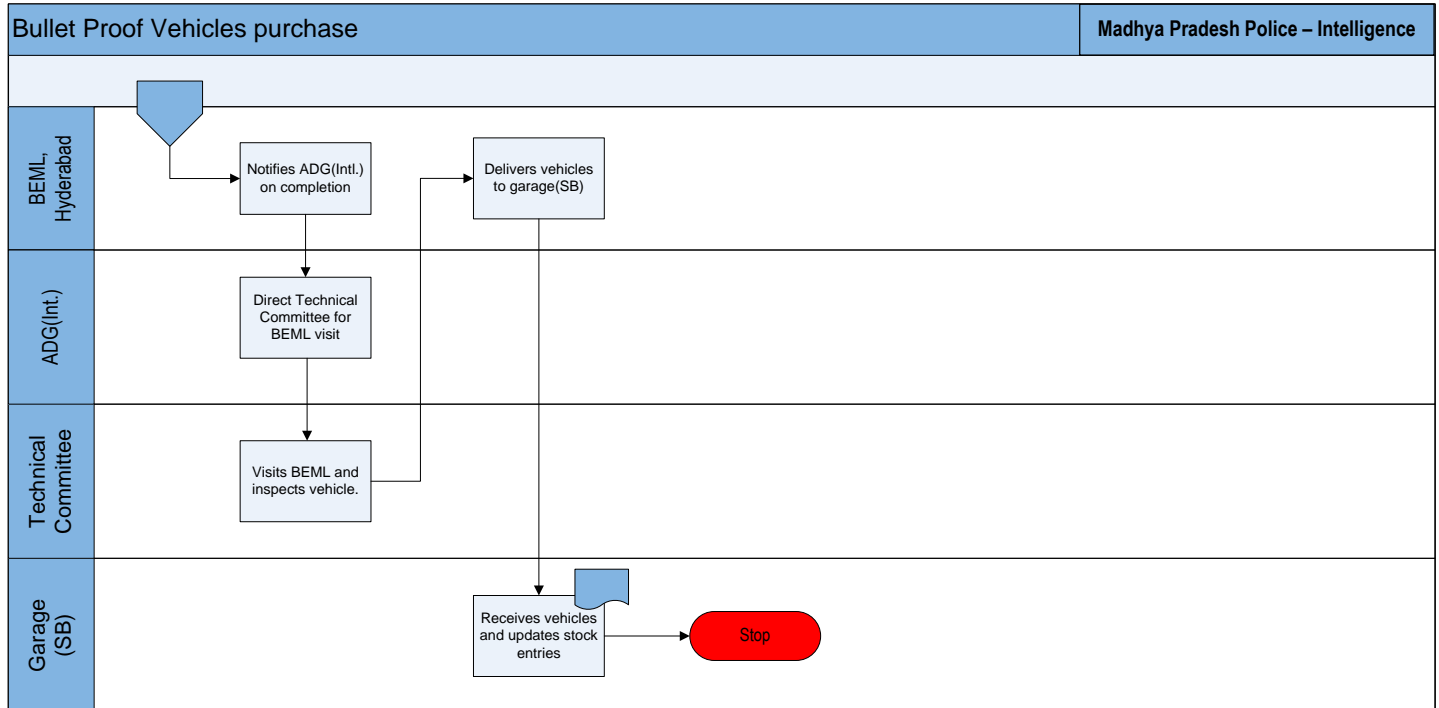 Bullet Proof Vehicles purchase
Madhya Pradesh Police – Intelligence
BEML,
Hyderabad
Notifies ADG(Intl.)
on completion
Delivers vehicles
to garage(SB)
ADG(Int.)
Direct Technical
Committee for
BEML visit
Technical
Committee
Visits BEML and
inspects vehicle.
Garage
(SB)
Receives vehicles
and updates stock
entries
Stop